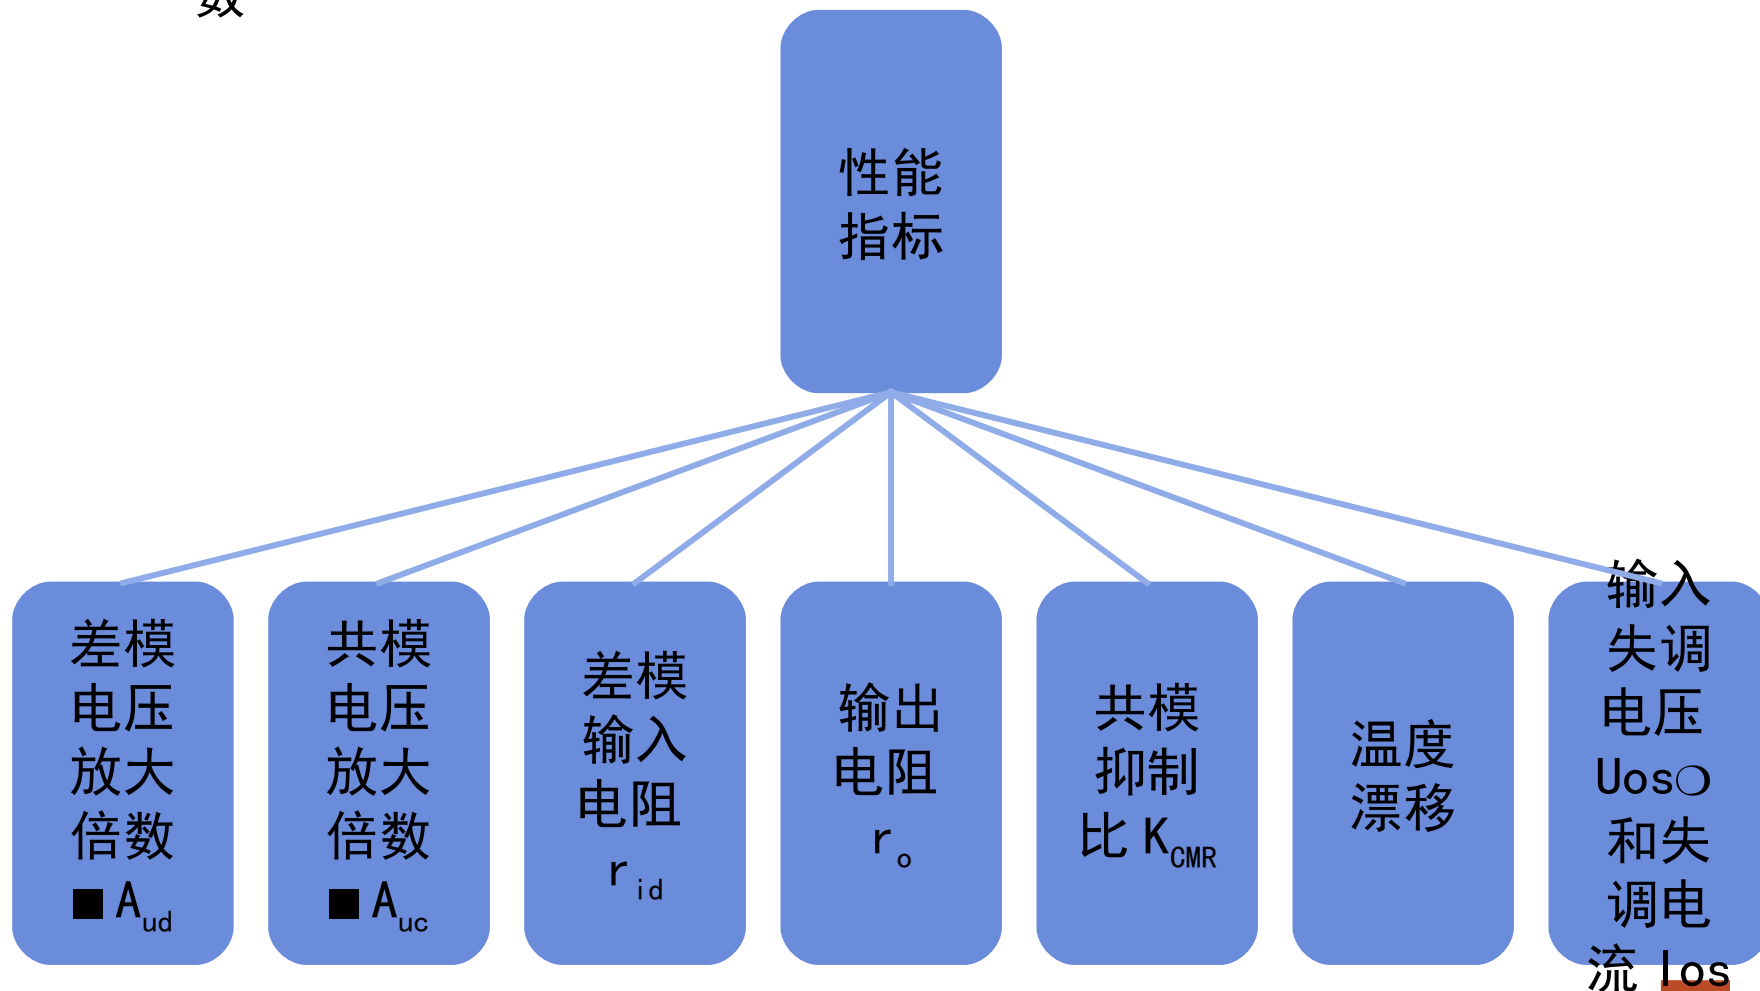 数
性能
指标
差模
电压
放大
倍数
■ Aud
共模
电压
放大
倍数
■ Auc
差模
输入
电阻
rid
输出
电阻
ro
共模
抑制
比 KCMR
温度
漂移
输入
失调
电压
Uos❍
和失
调电
流 Ios